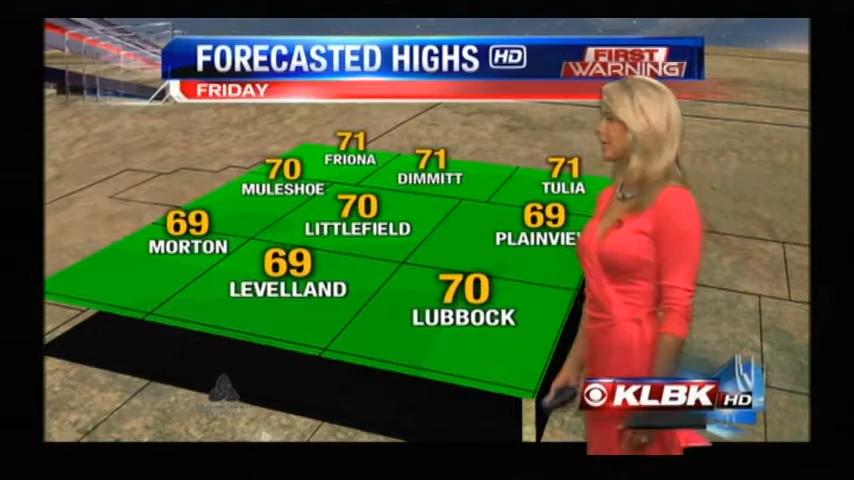 FORECASTED HIGHS HD
FIRST
WARNING
FRIDAY
71
FRIONA
71
DIMMITT
71
TULIA
70
MULESHOE
70
LITTLEFIELD
69
PLAINVIEW
69
MORTON
69
LEVELLAND
70
LUBBOCK
KLBK HD